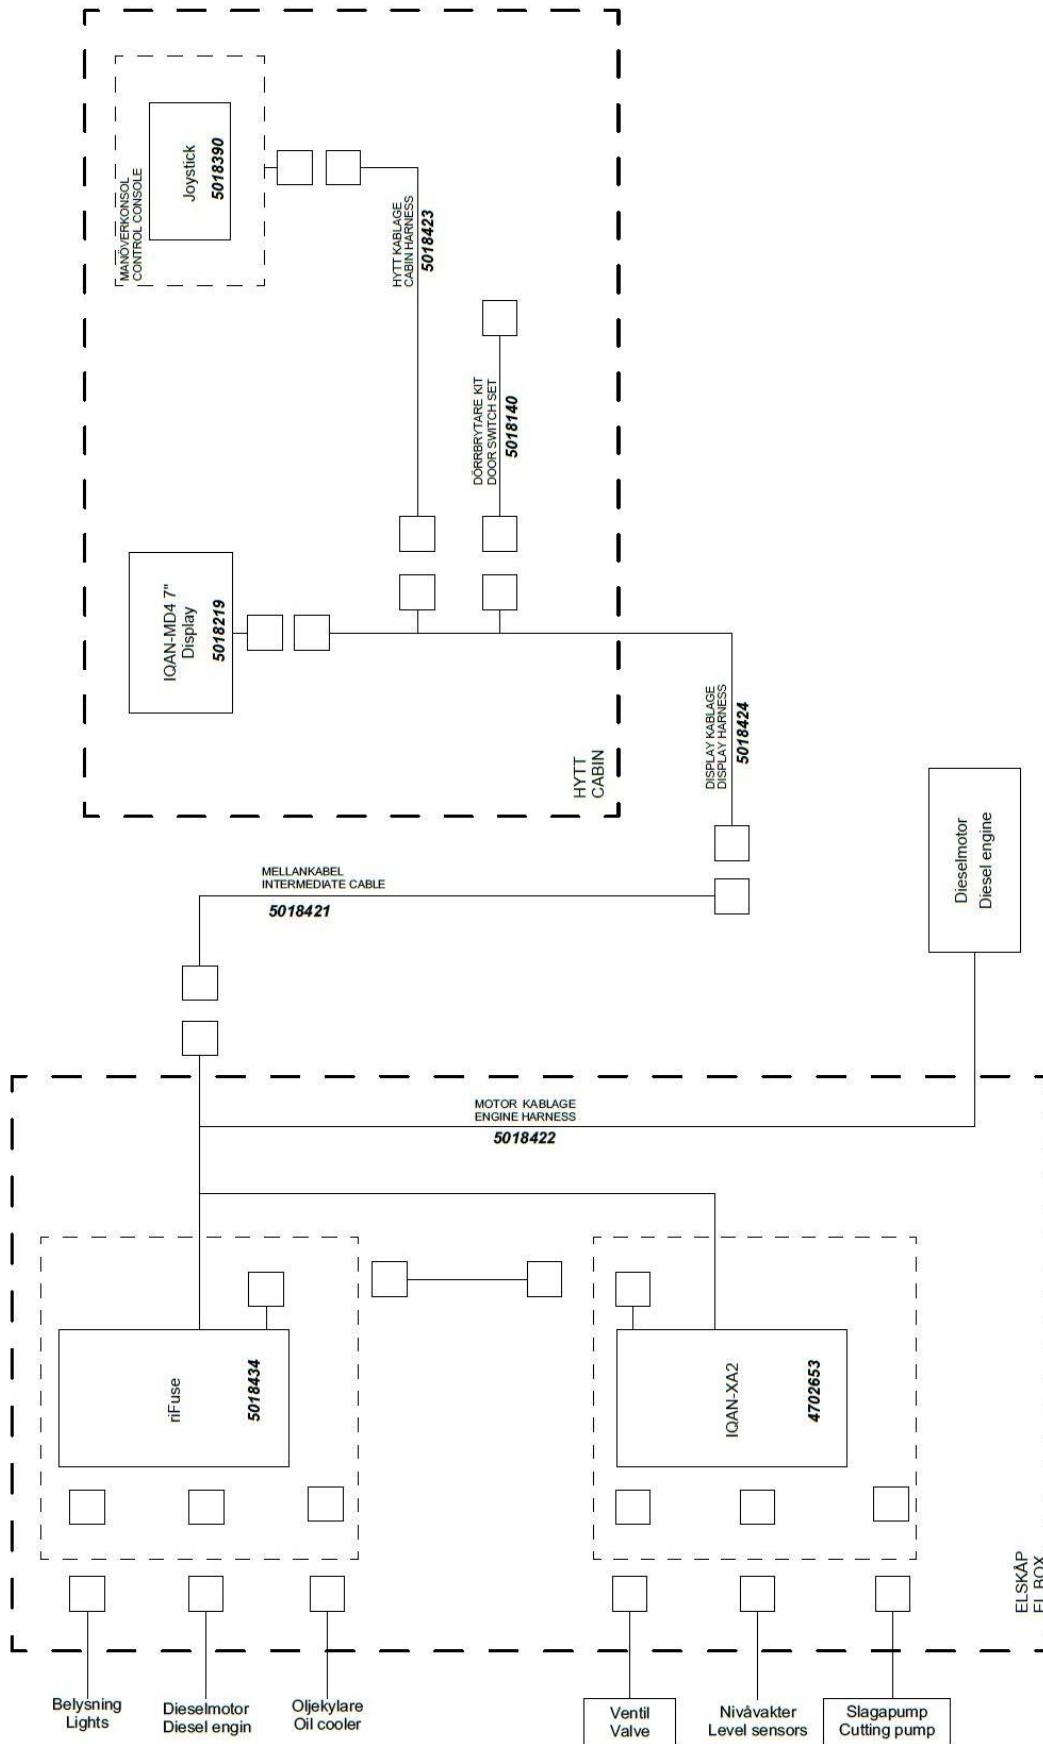 MANÖVERKONSOL
CONTROL CONSOLE
Joystick
5018390
HYTT KABLAGE
CABIN HARNESS
5018423
DÖRRBRYTARE KIT
DOOR SWITCH SET
5018140
IQAN-MD4 7"
Display
5018219
HYTT
CABIN
DISPLAY KABLAGE
DISPLAY HARNESS
5018424
MELLANKABEL
INTERMEDIATE CABLE
5018421
Dieselmotor
Diesel engine
MOTOR KABLAGE
ENGINE HARNESS
5018422
riFuse
5018434
IQAN-XA2
4702653
ELSKÅP
EL BOX
Belysning
Lights
Dieselmotor
Diesel engin
Oljekylare
Oil cooler
Ventil
Valve
Nivåvakter
Level sensors
Slagapump
Cutting pump